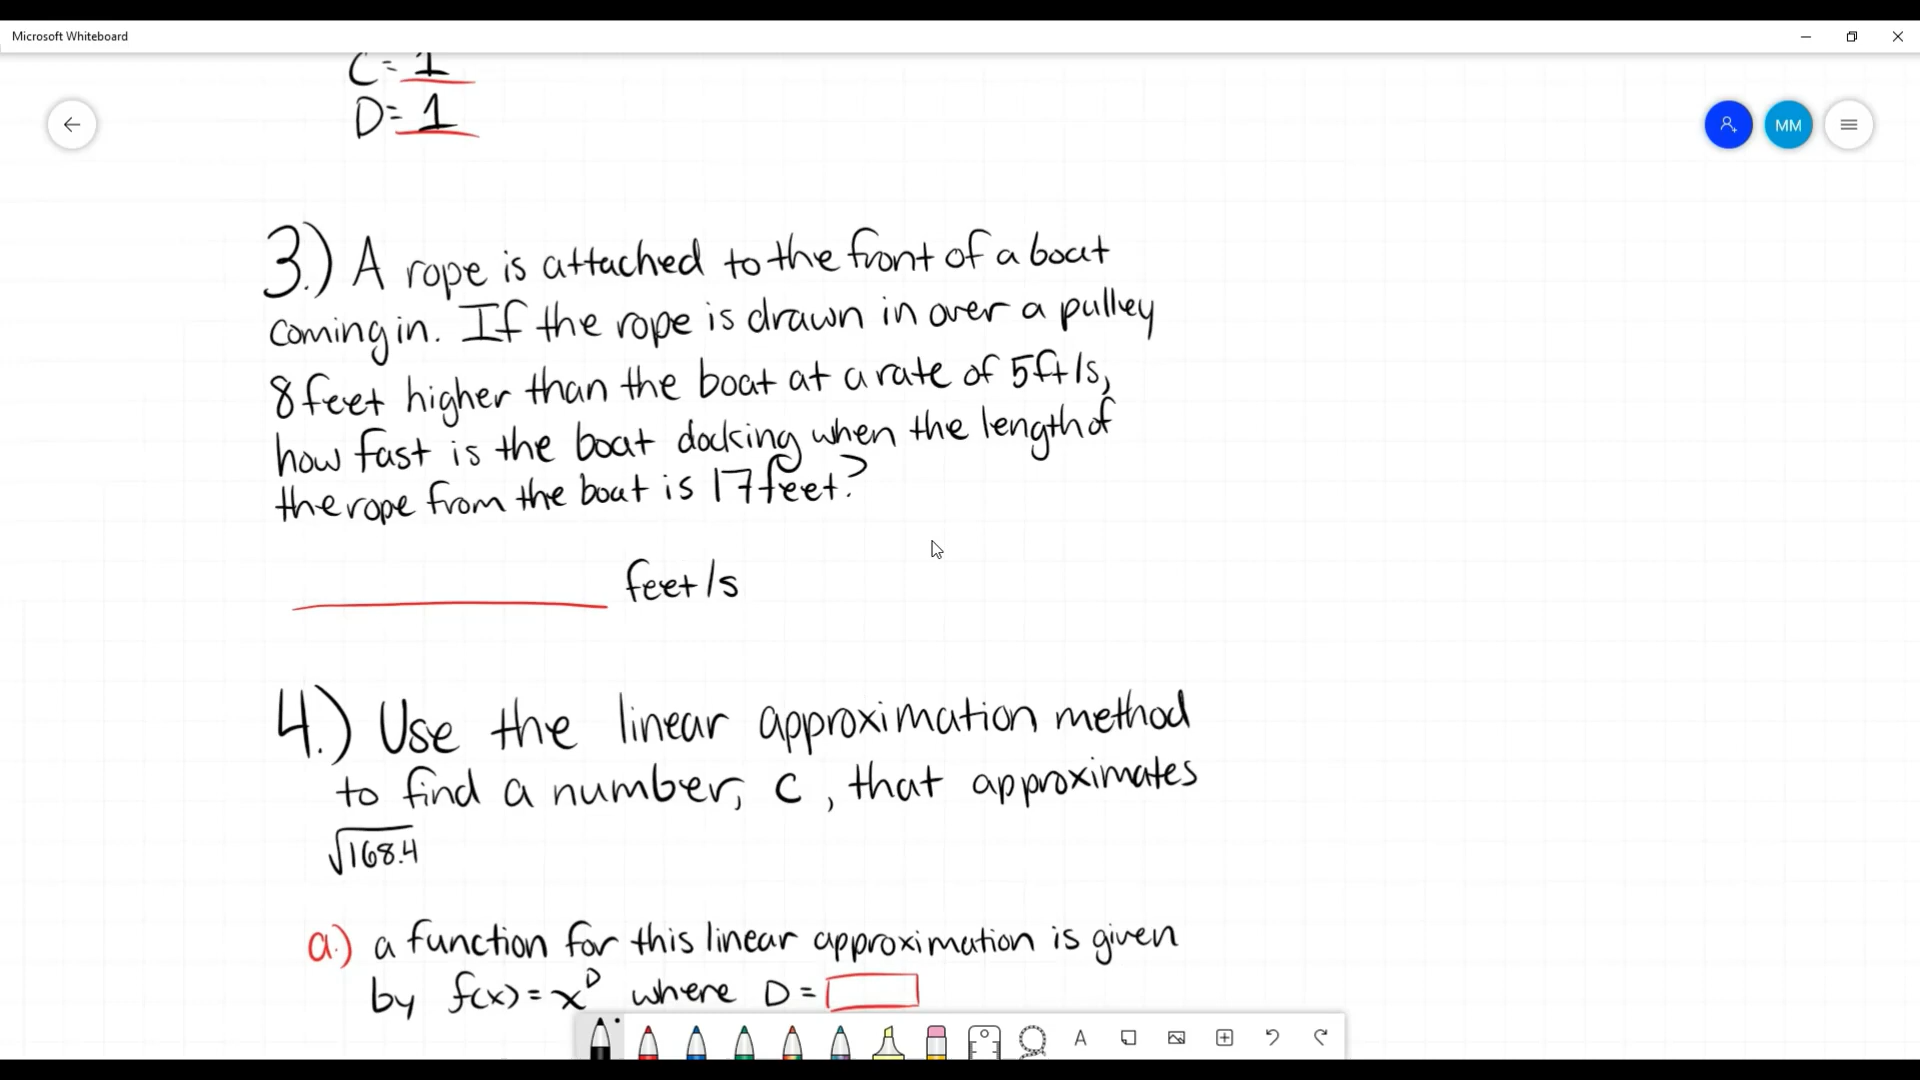 Microsoft Whiteboard
C = 1
D = 1
MM
3.) A rope is attached to the front of a boat
coming in. If the rope is drawn in over a pulley
8 feet higher than the boat at a rate of 5ft/s,
how fast is the boat docking when the length of
the rope from the boat is 17 feet?
feet/s
4.) Use the linear approximation method
to find a number, c, that approximates
√168.4
a.) a function for this linear approximation is given
by f(x) = x^D where D =
A